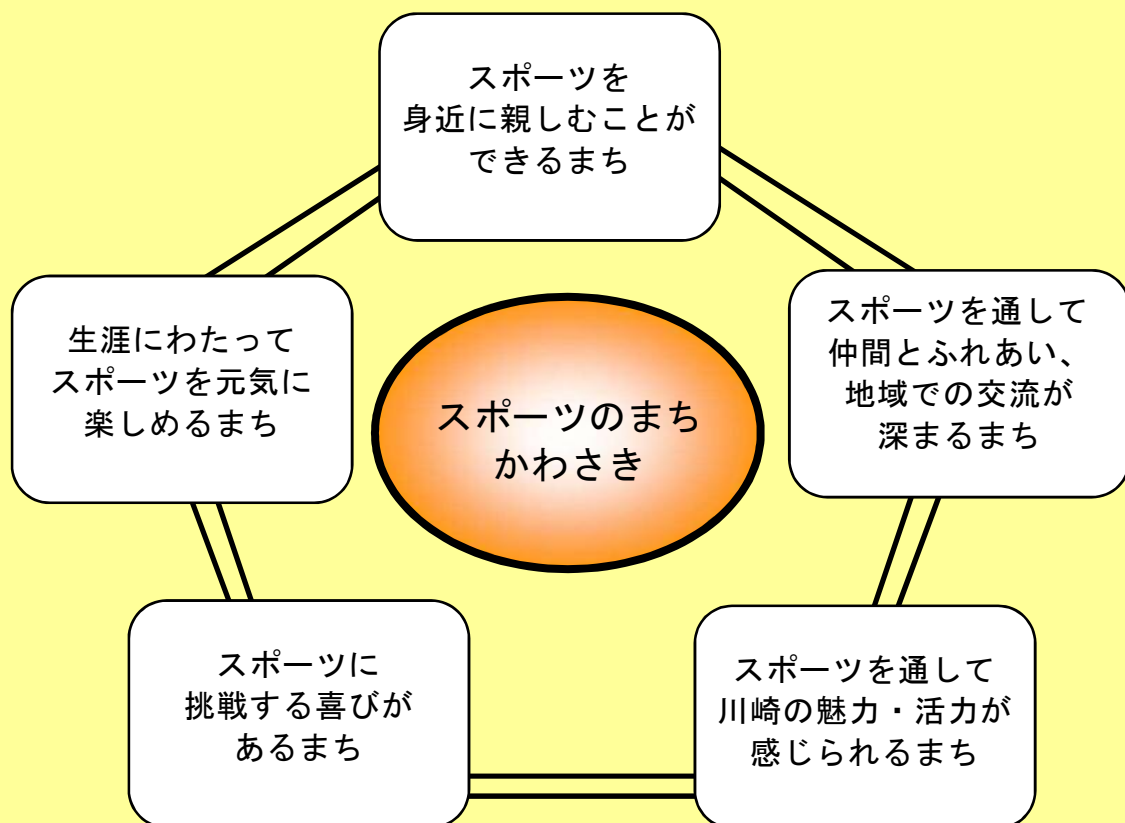 スポーツを
身近に親しむことが
できるまち
生涯にわたって
スポーツを元気に
楽しめるまち
スポーツのまち
かわさき
スポーツを通して
仲間とふれあい、
地域での交流が
深まるまち
スポーツに
挑戦する喜びが
あるまち
スポーツを通して
川崎の魅力・活力が
感じられるまち